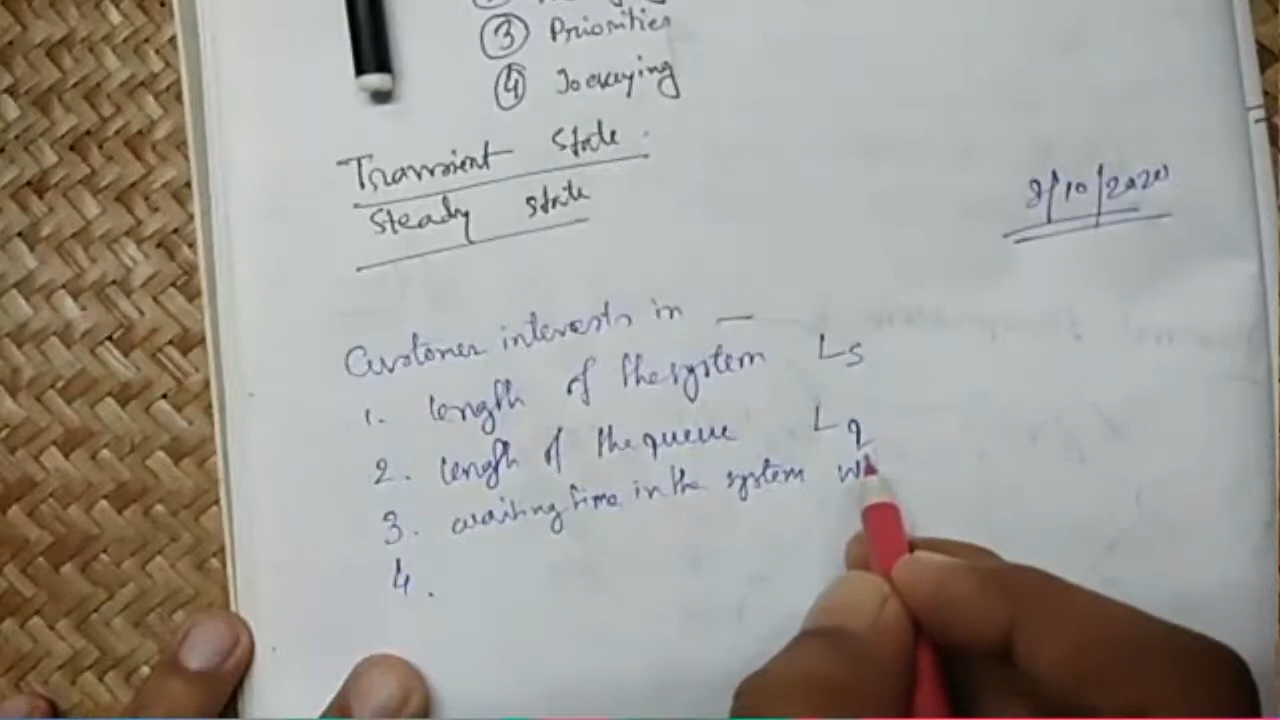 ③ Priorities
④ Jockeying
Transient state.
Steady state
8/10/2020
Customer interests in —
1. length of the system Ls
2. length of the queue Lq
3. waiting time in the system W
4.